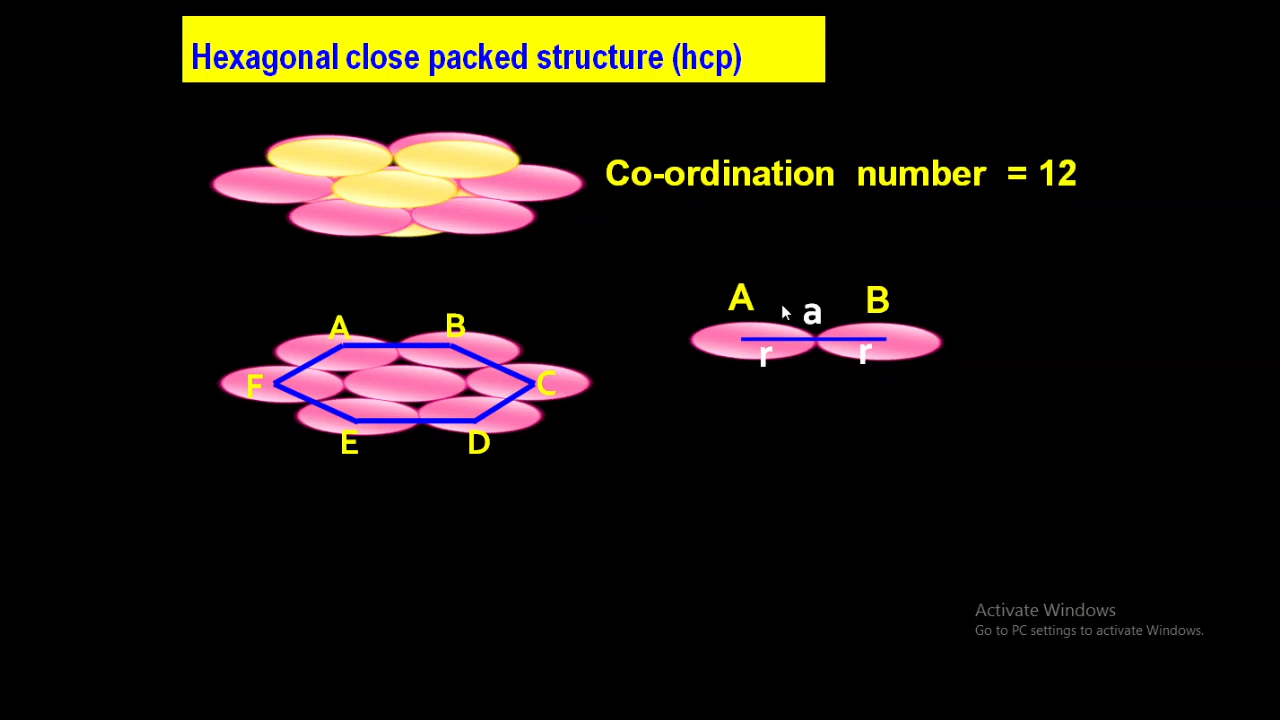 Hexagonal close packed structure (hcp)
Co-ordination number = 12
A B
a
r r
A B
F C
E D
Activate Windows
Go to PC settings to activate Windows.